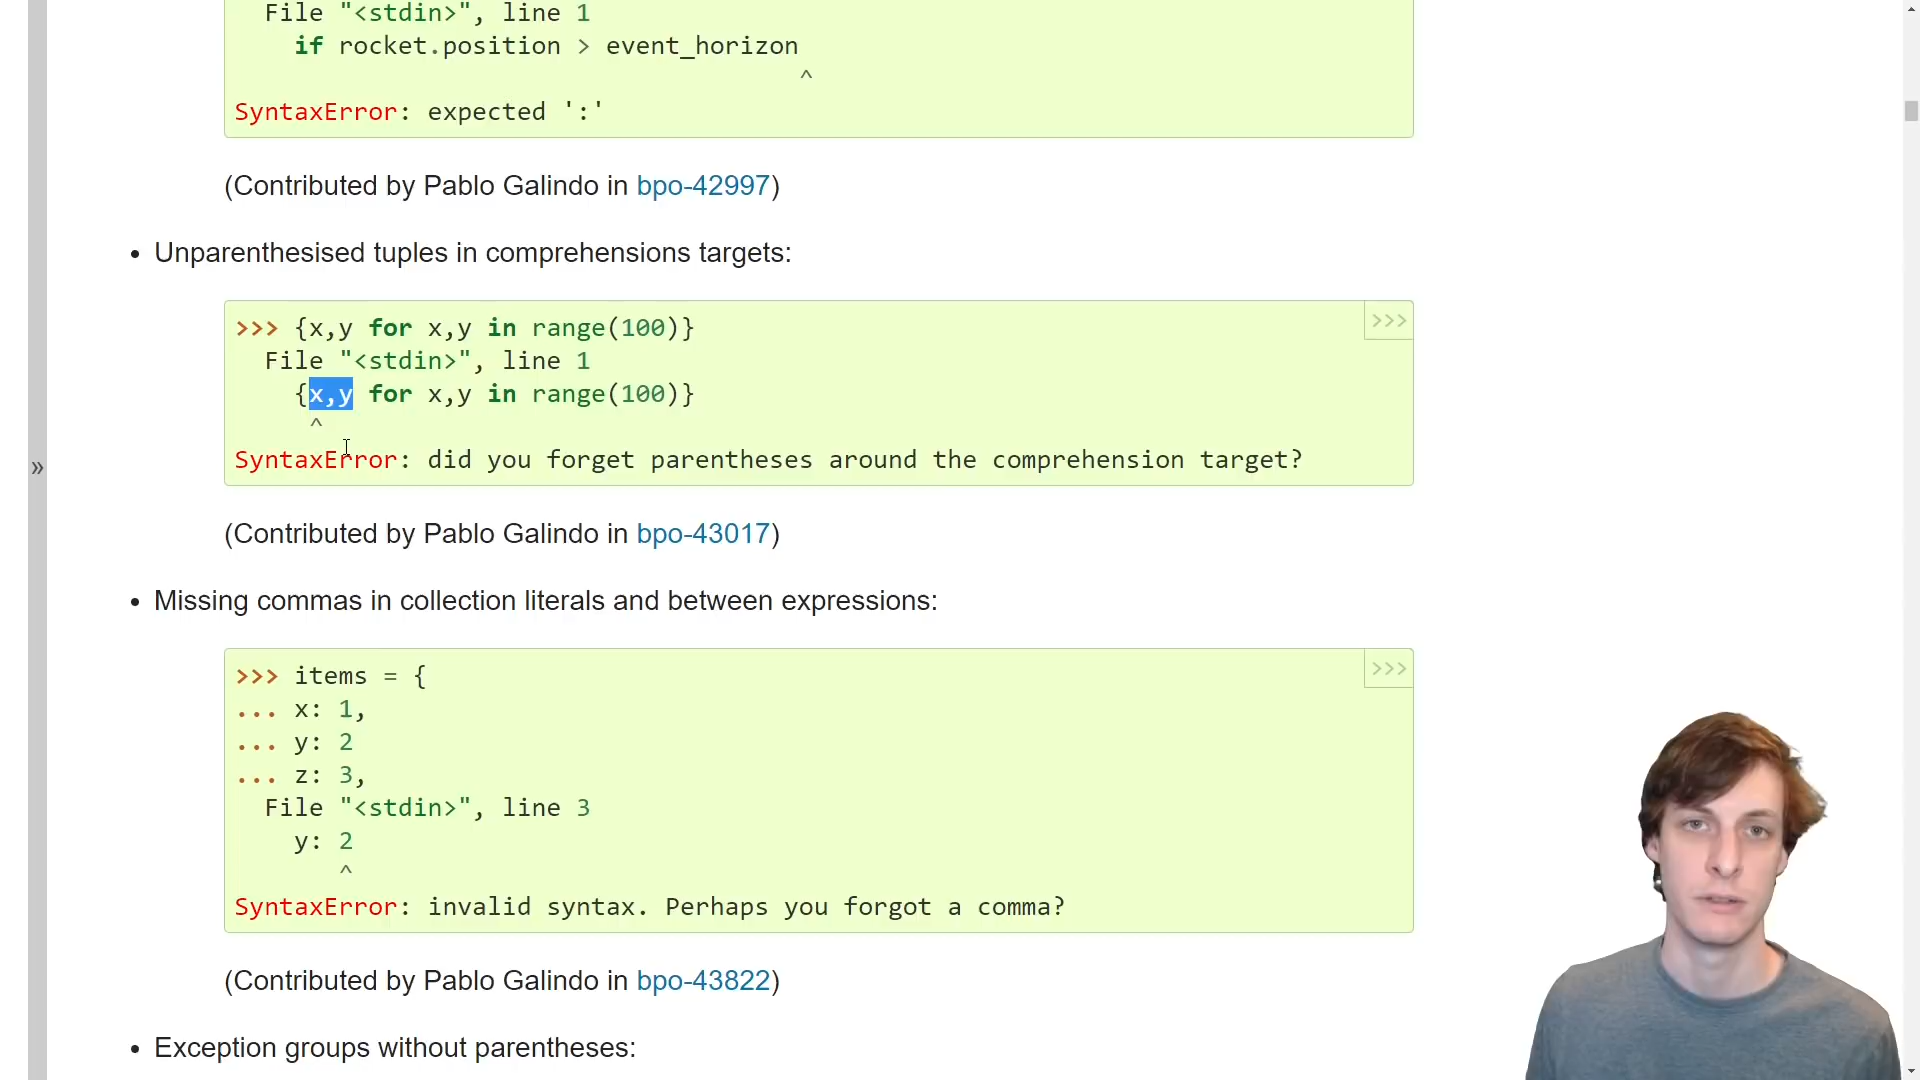 File "<stdin>", line 1
if rocket.position > event_horizon
^
SyntaxError: expected ':'
(Contributed by Pablo Galindo in bpo-42997)
• Unparenthesised tuples in comprehensions targets:
>>>
>>> {x,y for x,y in range(100)}
File "<stdin>", line 1
{x,y for x,y in range(100)}
^
SyntaxError: did you forget parentheses around the comprehension target?
(Contributed by Pablo Galindo in bpo-43017)
• Missing commas in collection literals and between expressions:
>>>
>>> items = {
... x: 1,
... y: 2
... z: 3,
File "<stdin>", line 3
y: 2
^
SyntaxError: invalid syntax. Perhaps you forgot a comma?
(Contributed by Pablo Galindo in bpo-43822)
• Exception groups without parentheses:
»